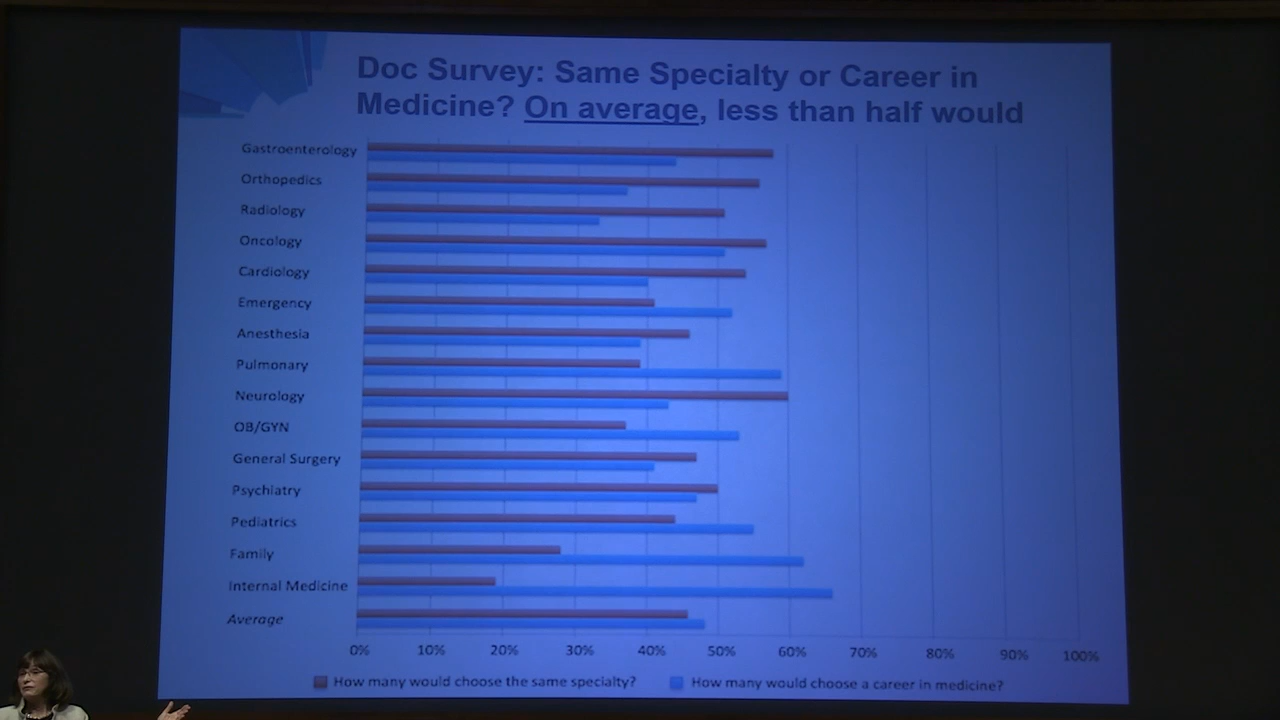 Doc Survey: Same Specialty or Career in
Medicine? On average, less than half would
Gastroenterology
Orthopedics
Radiology
Oncology
Cardiology
Emergency
Anesthesia
Pulmonary
Neurology
OB/GYN
General Surgery
Psychiatry
Pediatrics
Family
Internal Medicine
Average
0% 10% 20% 30% 40% 50% 60% 70% 80% 90% 100%
How many would choose the same specialty? How many would choose a career in medicine?